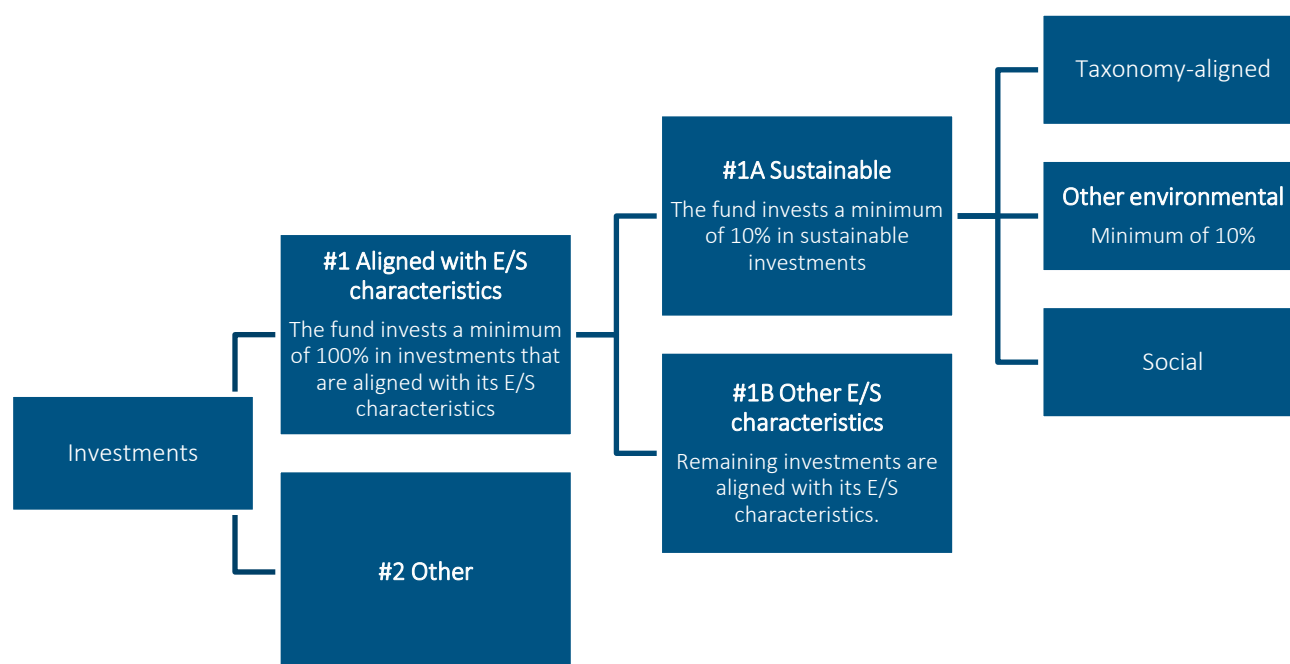 Investments
#1 Aligned with E/S
characteristics
The fund invests a minimum
of 100% in investments that
are aligned with its E/S
characteristics
#2 Other
#1A Sustainable
The fund invests a minimum
of 10% in sustainable
investments
#1B Other E/S
characteristics
Remaining investments are
aligned with its E/S
characteristics.
Taxonomy-aligned
Other environmental
Minimum of 10%
Social